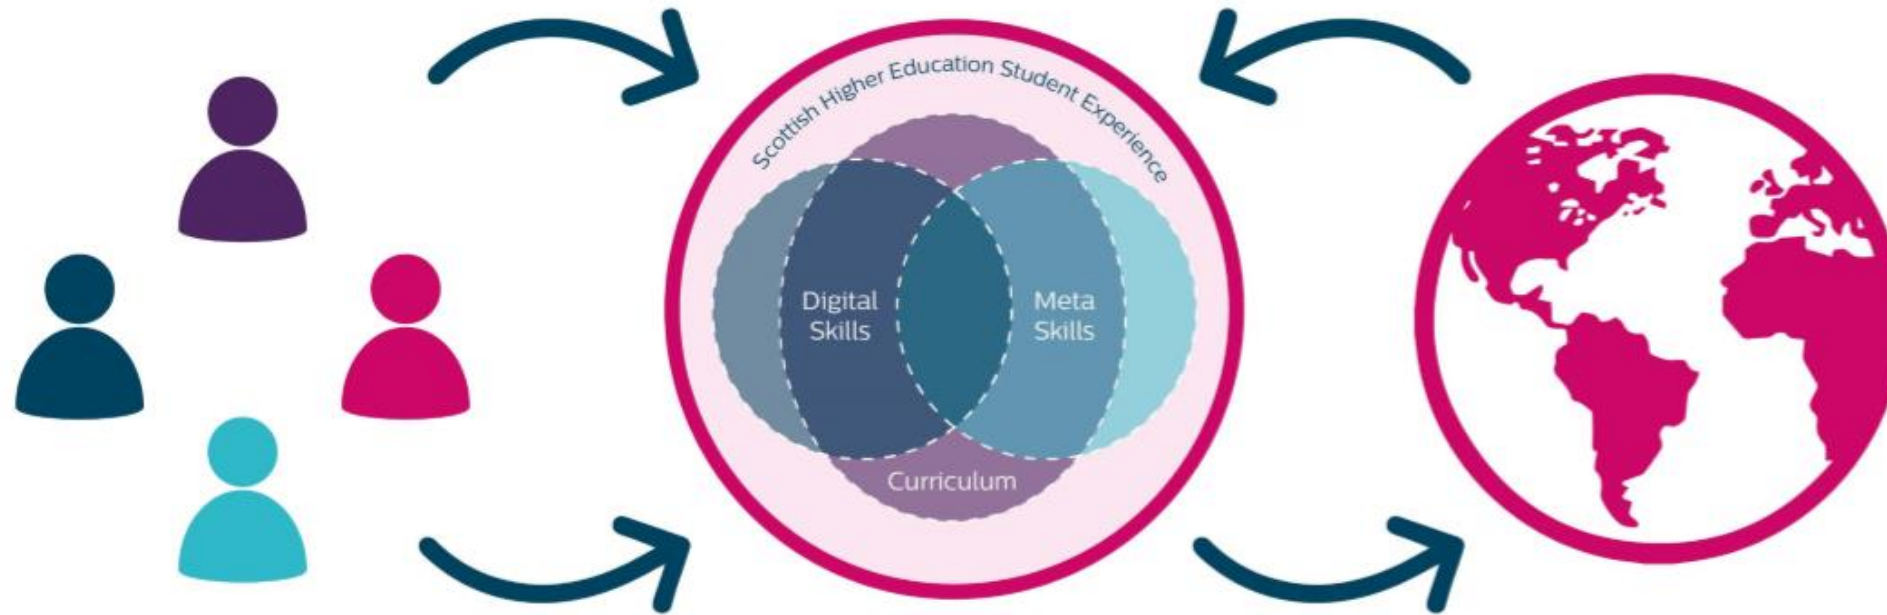 Scottish Higher Education Student Experience
Digital
Skills
Meta
Skills
Curriculum